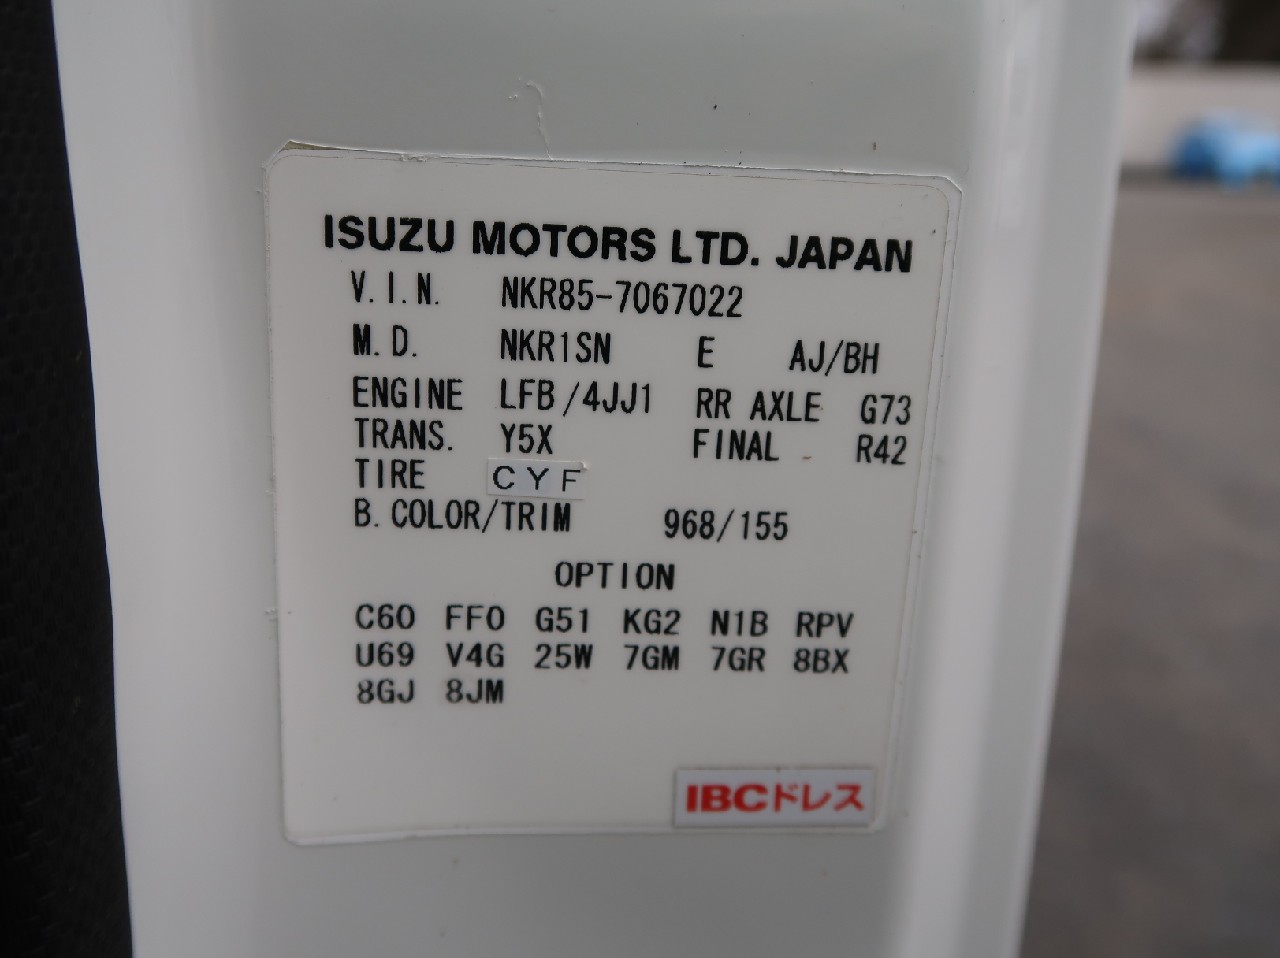 ISUZU MOTORS LTD. JAPAN
V.I.N. NKR85-7067022
M.D. NKR1SN E AJ/BH
ENGINE LFB/4JJ1 RR AXLE G73
TRANS. Y5X FINAL R42
TIRE CYF
B.COLOR/TRIM 968/155
OPTION
C60 FF0 G51 KG2 N1B RPV
U69 V4G 25W 7GM 7GR 8BX
8GJ 8JM
IBCドレス